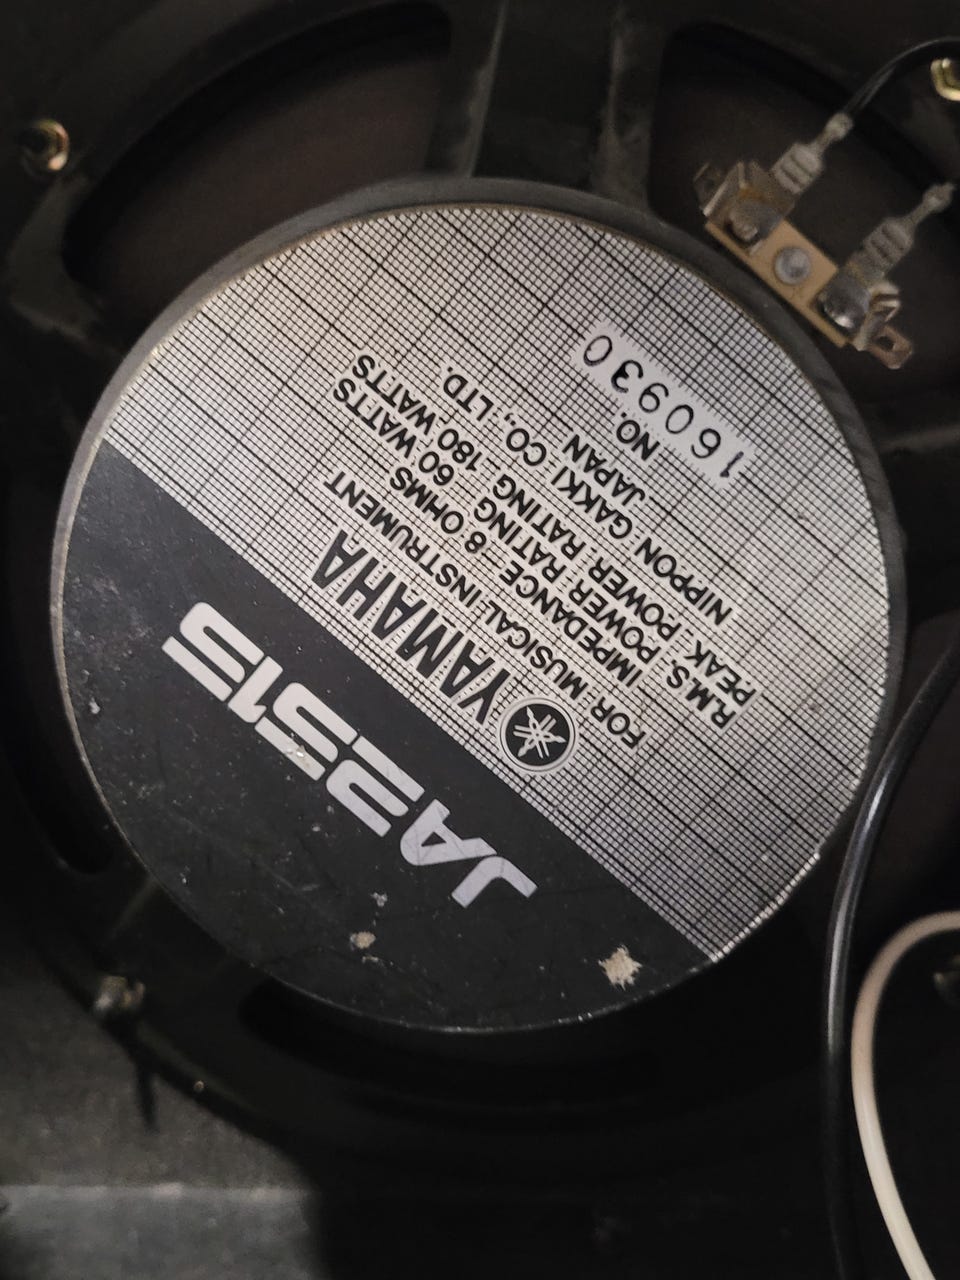 JA2515
YAMAHA
FOR MUSICAL INSTRUMENT
IMPEDANCE 8 OHMS
R.M.S. POWER RATING 60 WATTS
PEAK POWER RATING 180 WATTS
NIPPON GAKKI CO., LTD.
JAPAN
NO.
160930